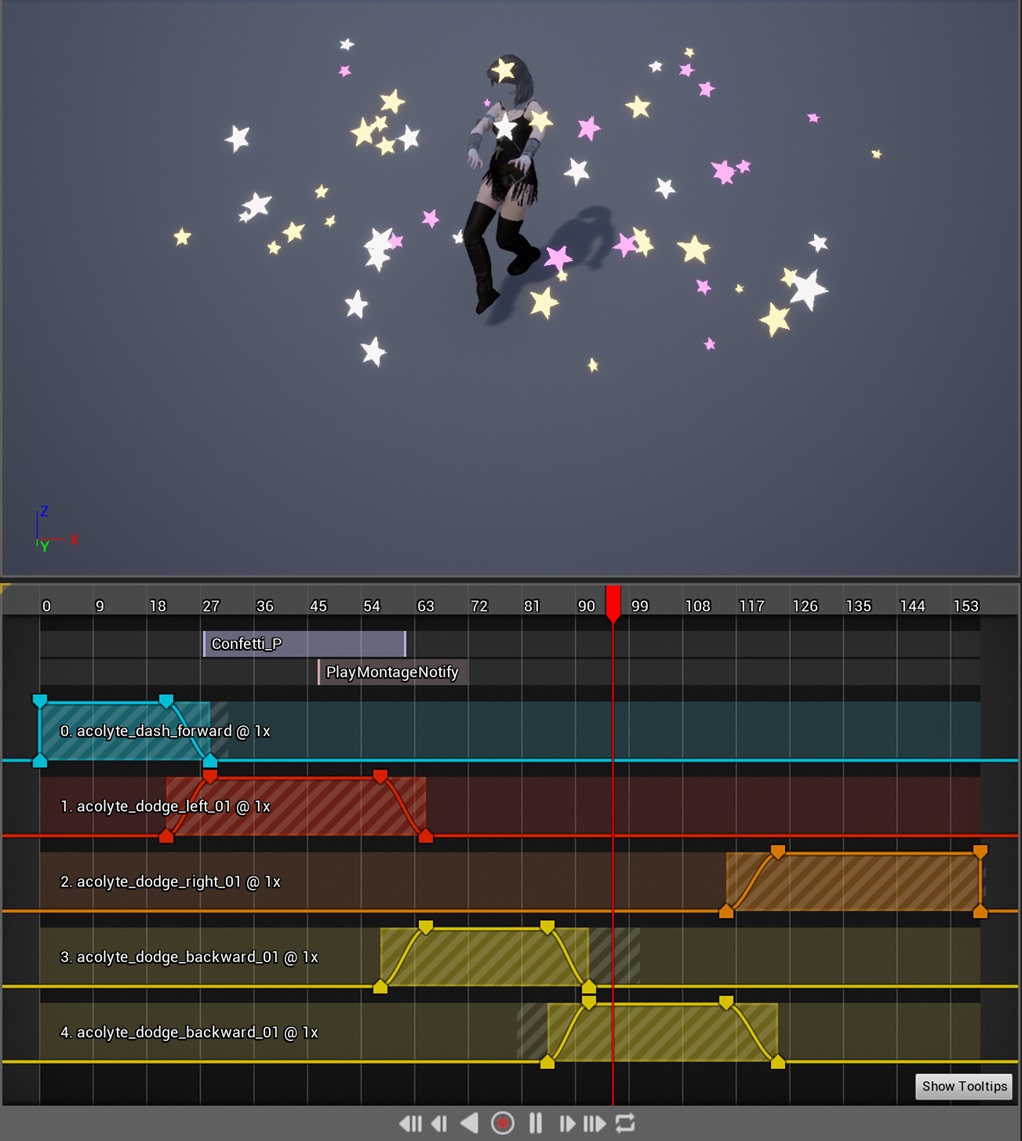 Z
X
Y
0 9 18 27 36 45 54 63 72 81 90 99 108 117 126 135 144 153
Confetti_P
PlayMontageNotify
0. acolyte_dash_forward @ 1x
1. acolyte_dodge_left_01 @ 1x
2. acolyte_dodge_right_01 @ 1x
3. acolyte_dodge_backward_01 @ 1x
4. acolyte_dodge_backward_01 @ 1x
Show Tooltips